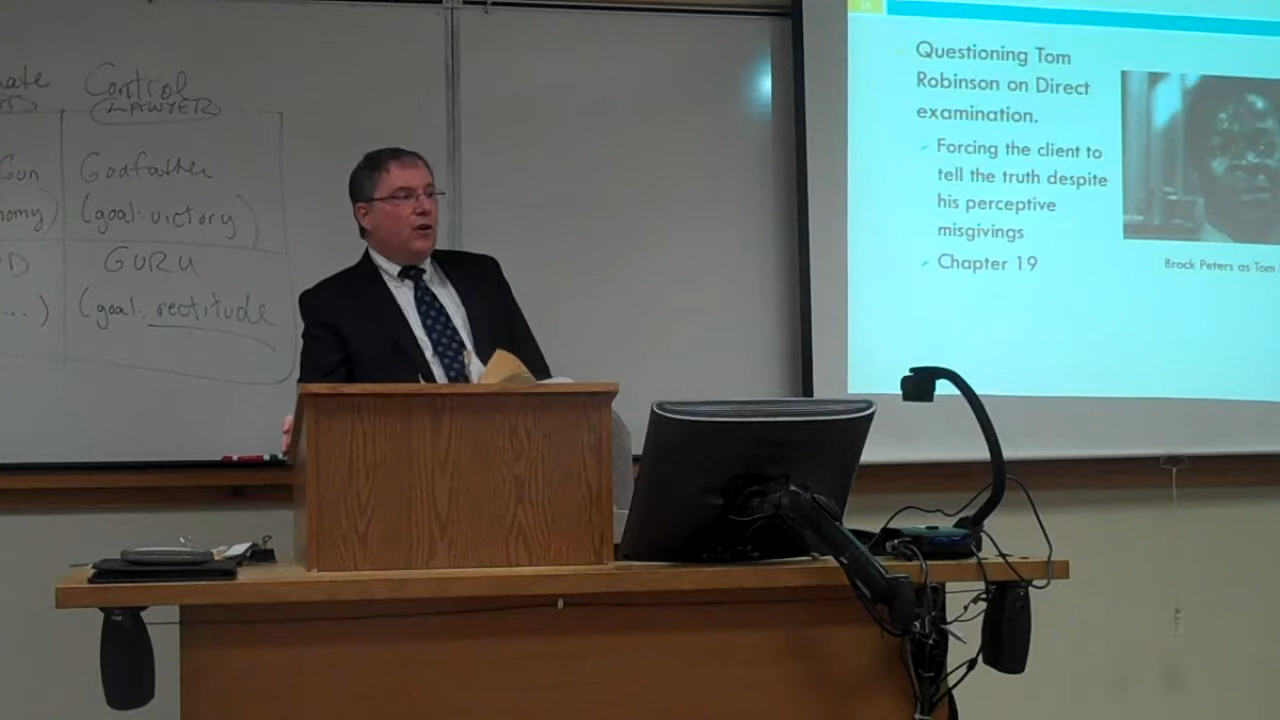 Control
LAWYER
Gun
Godfather
(goal: victory)
GURU
(goal: rectitude
Questioning Tom
Robinson on Direct
examination.
Forcing the client to
tell the truth despite
his perceptive
misgivings
Chapter 19
Brock Peters as Tom